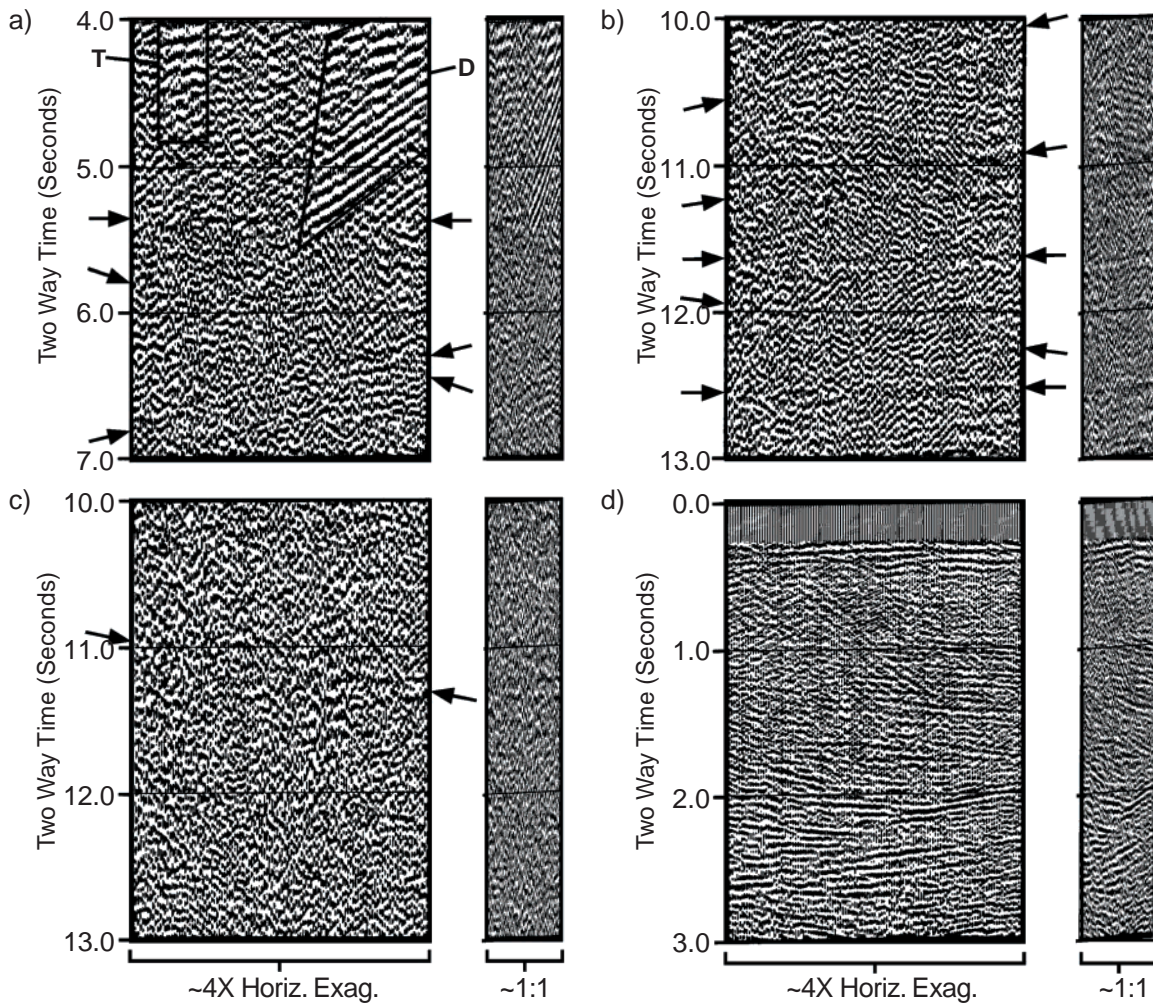 a)
4.0
T
D
5.0
6.0
7.0
Two Way Time (Seconds)
b)
10.0
11.0
12.0
13.0
Two Way Time (Seconds)
c)
10.0
11.0
12.0
13.0
Two Way Time (Seconds)
~4X Horiz. Exag.
~1:1
d)
0.0
1.0
2.0
3.0
Two Way Time (Seconds)
~4X Horiz. Exag.
~1:1